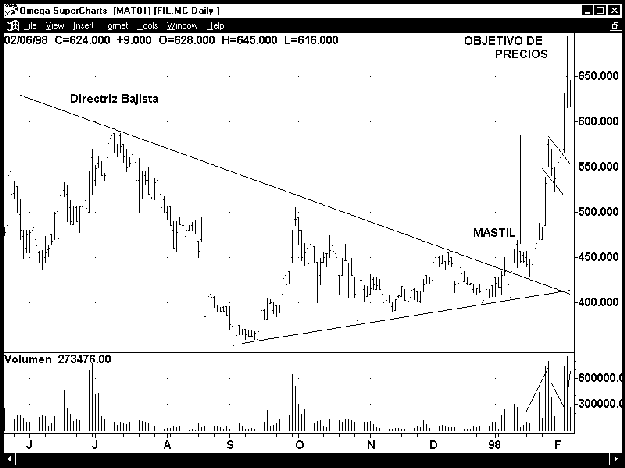 Omega SuperCharts - [MAT01] [FIL.MC Daily]
File View Insert Format Tools Window Help
02/06/98 C=624.000 +9.000 O=628.000 H=645.000 L=616.000
OBJETIVO DE
PRECIOS
650.000
Directriz Bajista
600.000
550.000
500.000
MASTIL
450.000
400.000
Volumen 273476.00
600000.0
300000.0
J J A S O N D 98 F